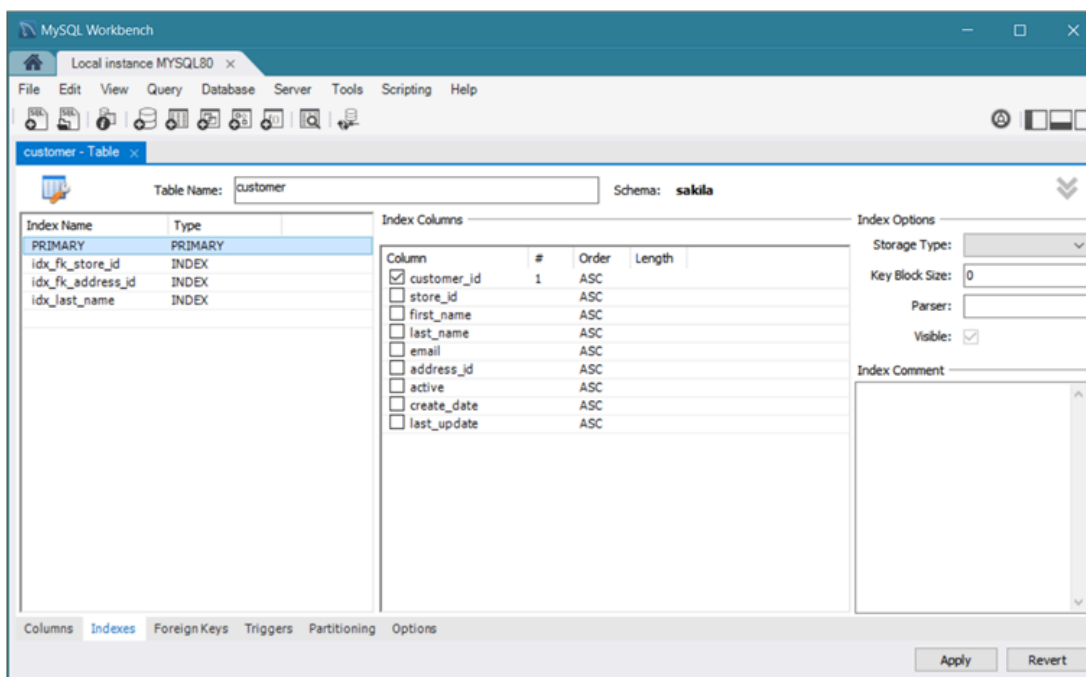 MySQL Workbench
Local instance MYSQL80 ×
File Edit View Query Database Server Tools Scripting Help
customer - Table ×
Table Name: customer Schema: sakila
Index Name Type
PRIMARY PRIMARY
idx_fk_store_id INDEX
idx_fk_address_id INDEX
idx_last_name INDEX
Index Columns
Column # Order Length
customer_id 1 ASC
store_id ASC
first_name ASC
last_name ASC
email ASC
address_id ASC
active ASC
create_date ASC
last_update ASC
Index Options
Storage Type:
Key Block Size: 0
Parser:
Visible:
Index Comment
Columns Indexes Foreign Keys Triggers Partitioning Options
Apply Revert